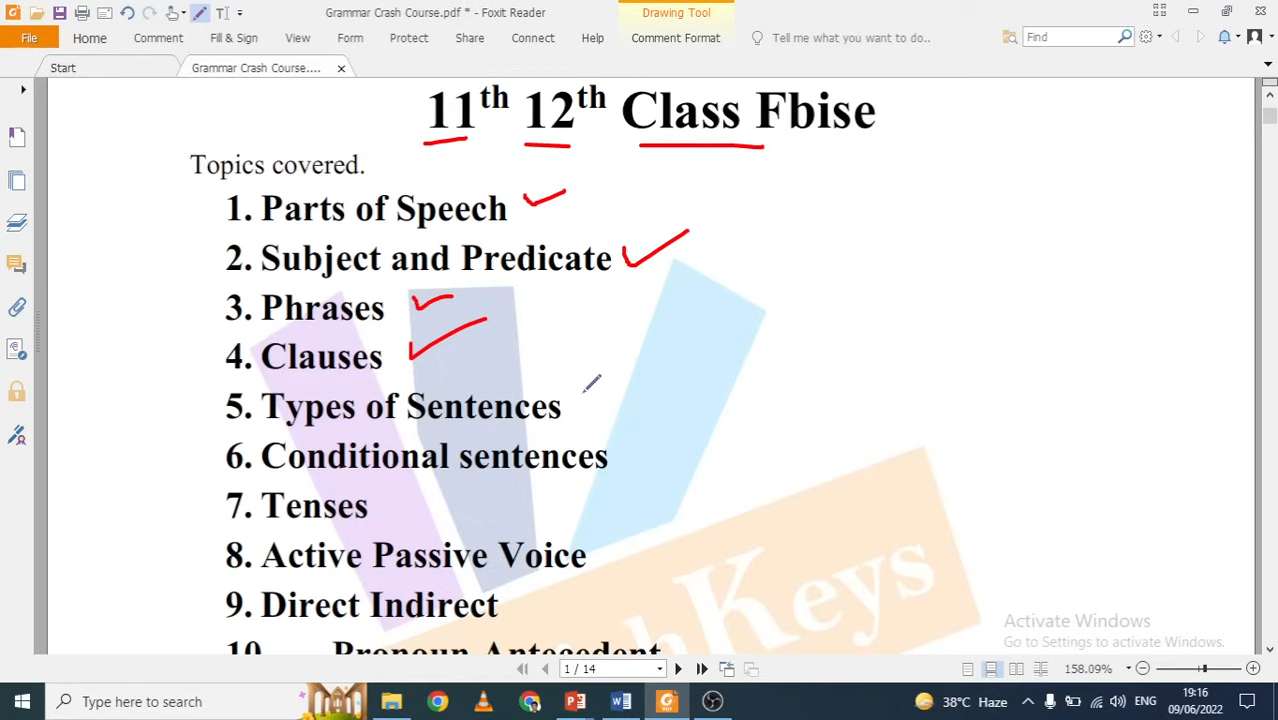 Grammar Crash Course.pdf * - Foxit Reader
Drawing Tool
File Home Comment Fill & Sign View Form Protect Share Connect Help Comment Format Tell me what you want to do.. Find
Start Grammar Crash Course....
11th 12th Class Fbise
Topics covered.
1. Parts of Speech
2. Subject and Predicate
3. Phrases
4. Clauses
5. Types of Sentences
6. Conditional sentences
7. Tenses
8. Active Passive Voice
9. Direct Indirect
10. Pronoun Antecedent
Keys
Activate Windows
Go to Settings to activate Windows.
1 / 14 158.09%
Type here to search 38°C Haze ENG 19:16
09/06/2022